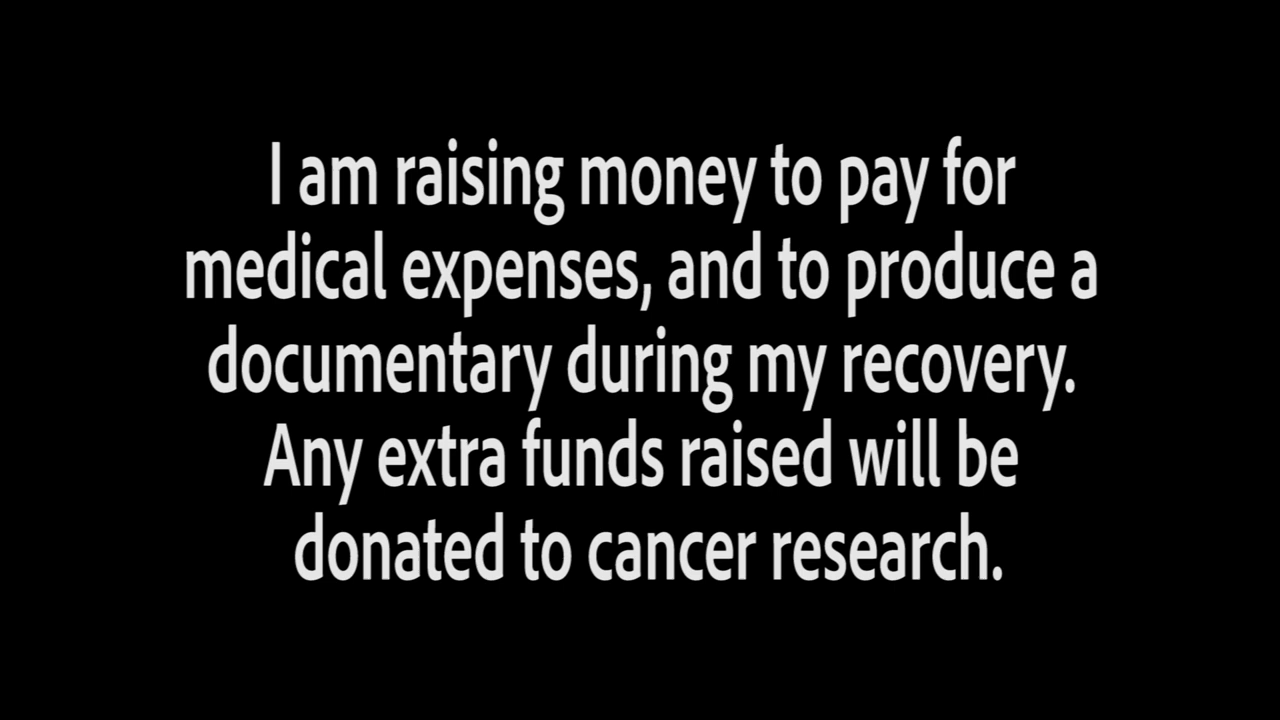 I am raising money to pay for
medical expenses, and to produce a
documentary during my recovery.
Any extra funds raised will be
donated to cancer research.